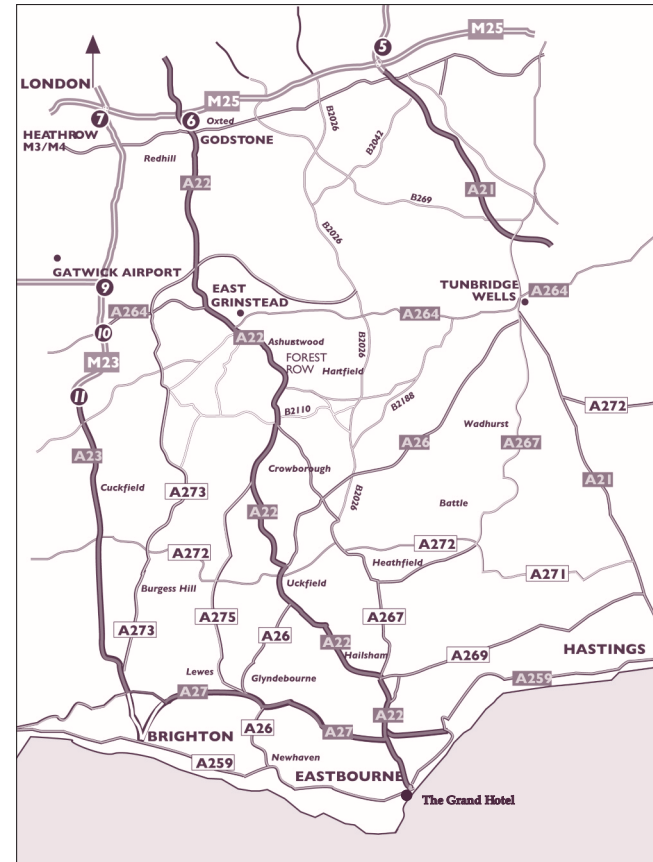 5
M25
LONDON
M25
B2026
7
6
Oxted
HEATHROW
M3/M4
GODSTONE
B2042
Redhill
A22
A21
B269
B2026
GATWICK AIRPORT
TUNBRIDGE
WELLS
A264
9
EAST
GRINSTEAD
A264
A264
10
A22
Ashustwood
B2026
M23
FOREST
ROW
Hartfield
11
B2188
A272
B2110
Wadhurst
A23
A26
A267
Crowborough
A21
Cuckfield
A273
B2026
Battle
A22
A272
A272
Heathfield
A271
Uckfield
Burgess Hill
A275
A267
A273
A26
A22
Hailsham
A269
HASTINGS
Lewes
Glyndebourne
A259
A27
A22
A26
A27
BRIGHTON
Newhaven
A259
EASTBOURNE
The Grand Hotel